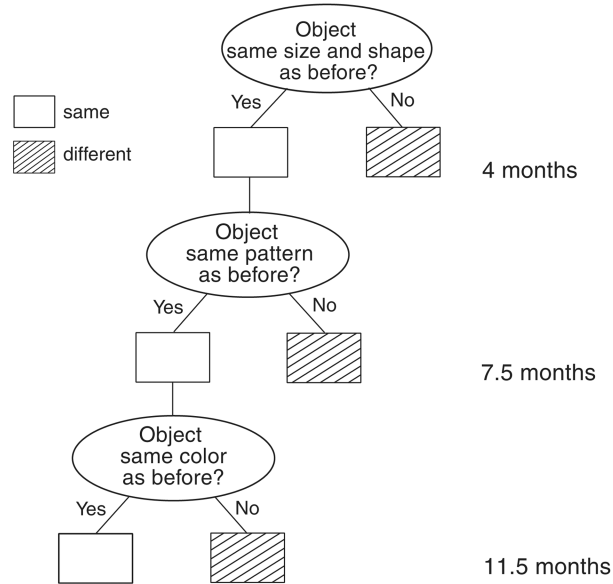 Object
same size and shape
as before?
Yes
No
same
different
4 months
Object
same pattern
as before?
Yes
No
7.5 months
Object
same color
as before?
Yes
No
11.5 months